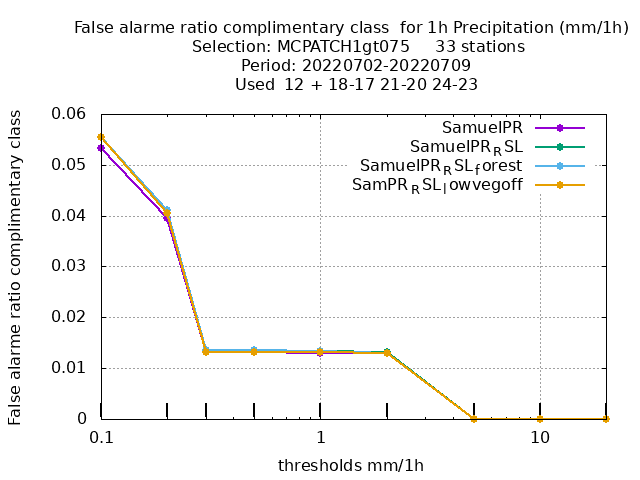 False alarme ratio complimentary class  for 1h Precipitation (mm/1h)
Selection: MCPATCH1gt075     33 stations
Period: 20220702-20220709
Used  12 + 18-17 21-20 24-23
False alarme ratio complimentary class
0.06
0.05
0.04
0.03
0.02
0.01
0
SamuelPR
SamuelPR_RSL
SamuelPR_RSL_forest
SamPR_RSL_lowvegoff
0.1
1
10
thresholds mm/1h